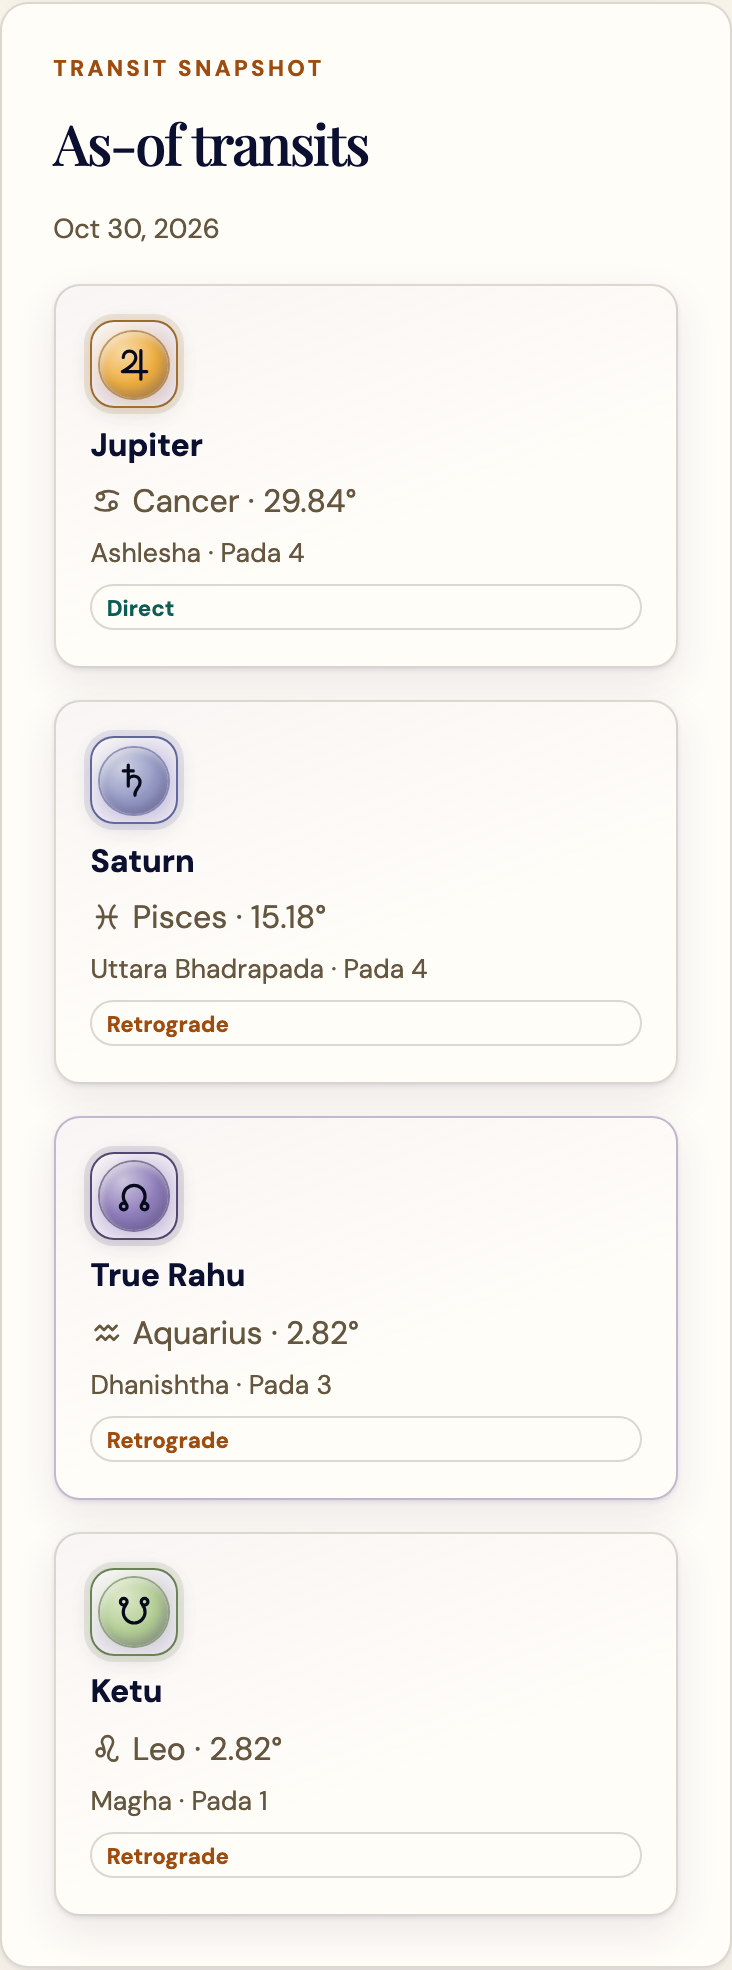 TRANSIT SNAPSHOT
As-of transits
Oct 30, 2026
♃
Jupiter
♋ Cancer · 29.84°
Ashlesha · Pada 4
Direct
♄
Saturn
♓ Pisces · 15.18°
Uttara Bhadrapada · Pada 4
Retrograde
☊
True Rahu
♒ Aquarius · 2.82°
Dhanishtha · Pada 3
Retrograde
☋
Ketu
♌ Leo · 2.82°
Magha · Pada 1
Retrograde